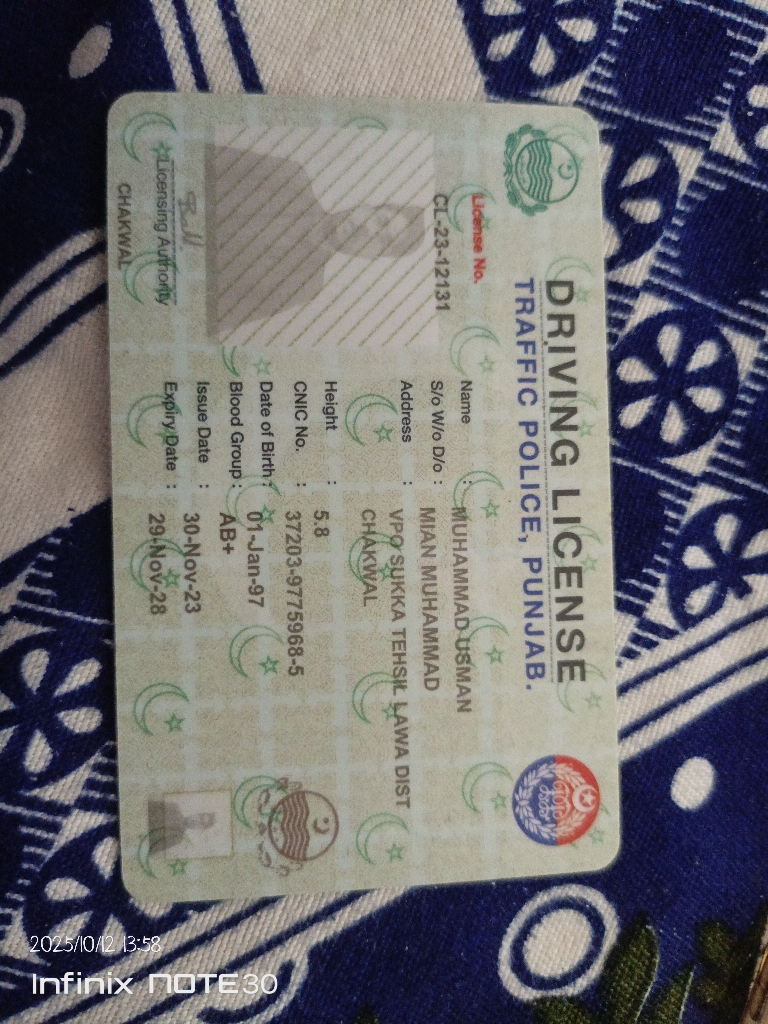 DRIVING LICENSE
TRAFFIC POLICE, PUNJAB.
License No.
CL-23-12131
Name : MUHAMMAD USMAN
S/o W/o D/o : MIAN MUHAMMAD
Address : VPO SUKKA TEHSIL LAWA DIST
CHAKWAL
Height : 5.8
CNIC No. : 37203-9775968-5
Date of Birth : 01-Jan-97
Blood Group : AB+
Issue Date : 30-Nov-23
Expiry Date : 29-Nov-28
Licensing Authority
CHAKWAL
2025/10/12 13:58
Infinix NOTE 30